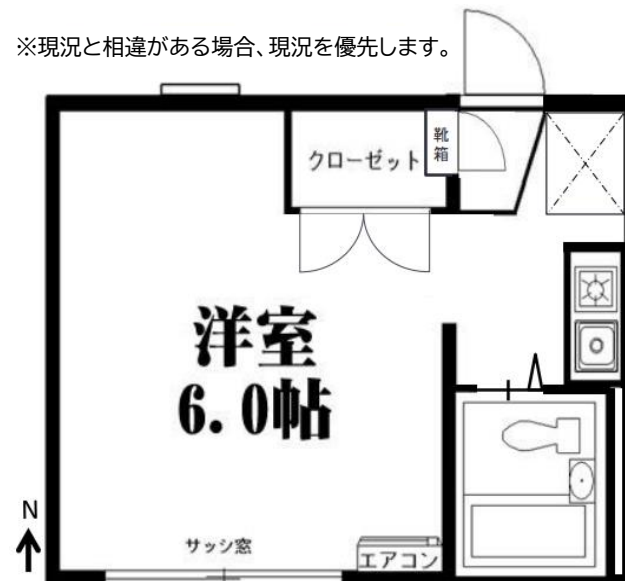 ※現況と相違がある場合、現況を優先します。
靴
箱
クローゼット
洋室
6.0帖
N
サッシ窓
エアコン